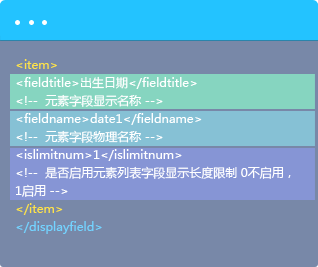 <item>
<fieldtitle>出生日期</fieldtitle>
<!-- 元素字段显示名称 -->
<fieldname>date1</fieldname>
<!-- 元素字段物理名称 -->
<islimitnum>1</islimitnum>
<!-- 是否启用元素列表字段显示长度限制 0不启用，
1启用 -->
</item>
</displayfield>